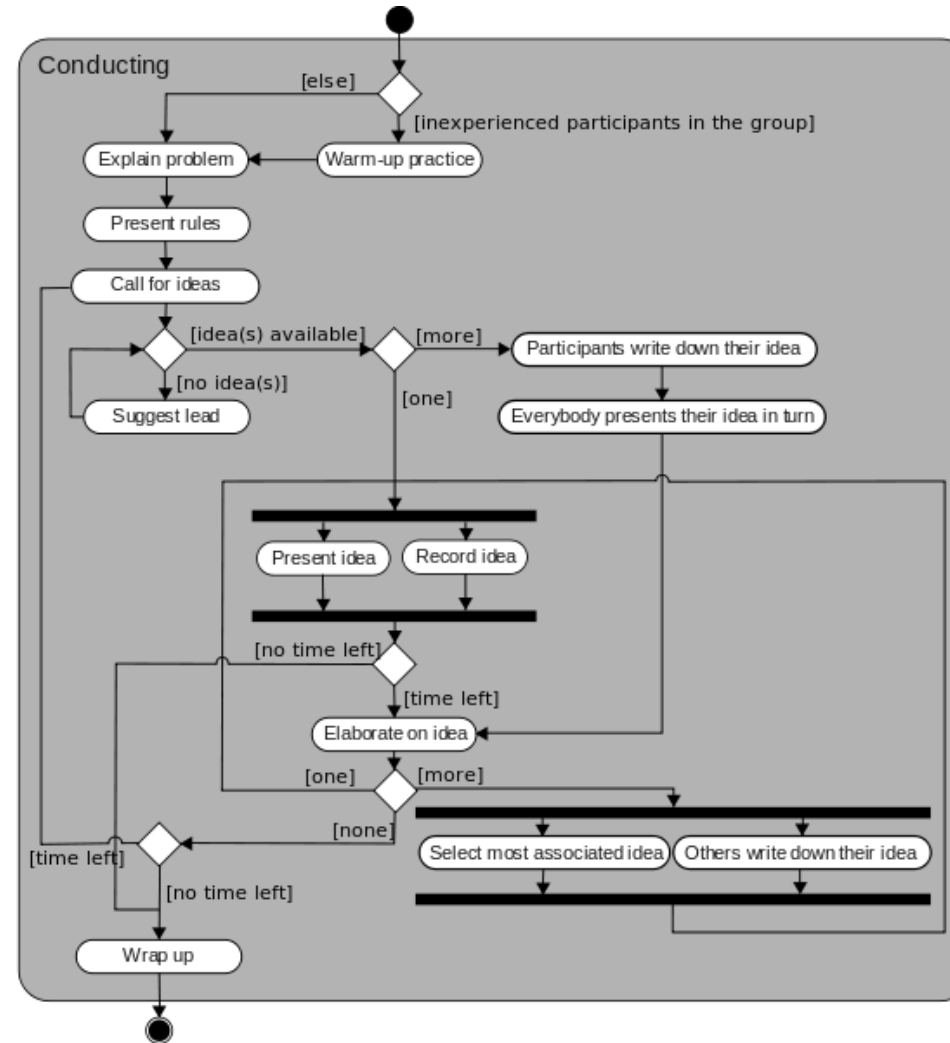 Conducting
[else]
[inexperienced participants in the group]
Explain problem
Warm-up practice
Present rules
Call for ideas
[idea(s) available]
[more]
Participants write down their idea
[no idea(s)]
[one]
Suggest lead
Everybody presents their idea in turn
Present idea
Record idea
[no time left]
[time left]
Elaborate on idea
[one]
[more]
[none]
[time left]
Select most associated idea
Others write down their idea
[no time left]
Wrap up